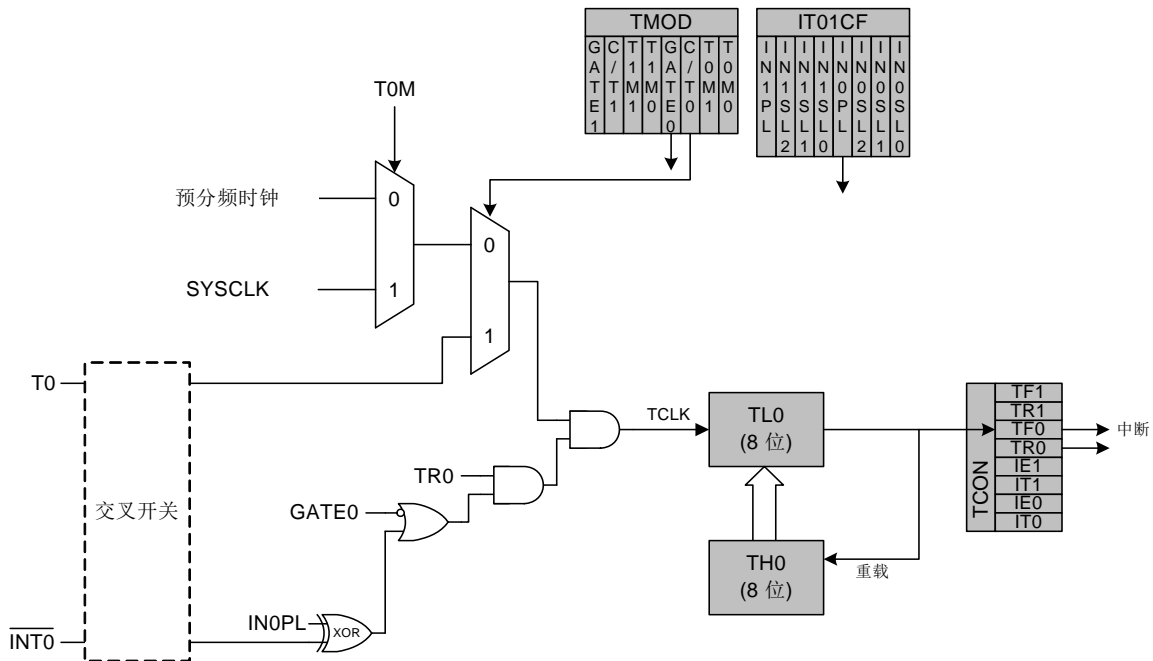 TMOD
GATE1
C/T1
T1M1
T1M0
GATE0
C/T0
T0M1
T0M0
IT01CF
IN1PL
IN1SL2
IN1SL1
IN1SL0
IN0PL
IN0SL2
IN0SL1
IN0SL0
T0M
预分频时钟
0
SYSCLK
1
0
1
T0
交叉开关
INT0
TR0
GATE0
IN0PL
XOR
TCLK
TL0
(8 位)
TH0
(8 位)
重载
TCON
TF1
TR1
TF0
TR0
IE1
IT1
IE0
IT0
中断